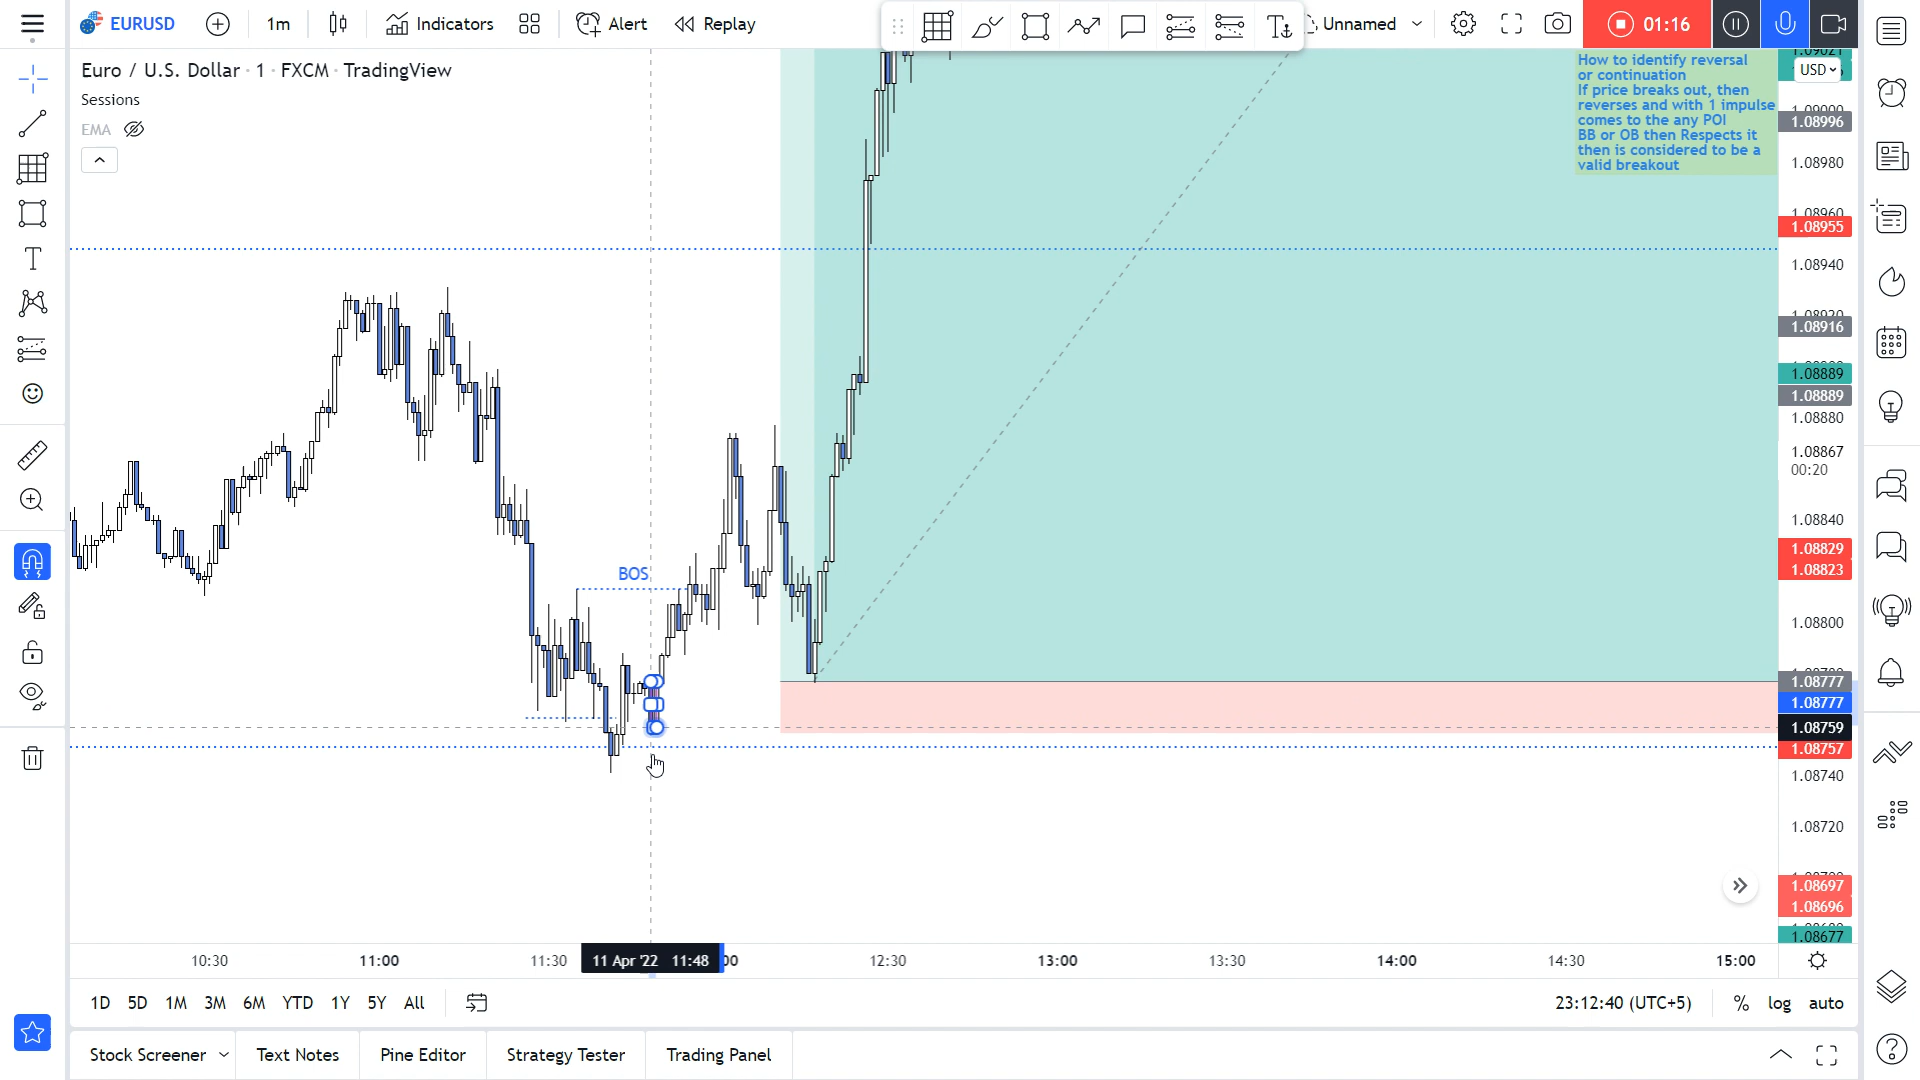 EURUSD
1m
Indicators
Alert
Replay
Unnamed
01:16
Euro / U.S. Dollar · 1 · FXCM · TradingView
Sessions
EMA
How to identify reversal
or continuation
If price breaks out, then
reverses and with 1 impulse
comes to the any POI
BB or OB then Respects it
then is considered to be a
valid breakout
USD
1.08996
1.08980
1.08955
1.08940
1.08916
1.08889
1.08889
1.08880
1.08867
00:20
1.08840
1.08829
1.08823
1.08800
1.08777
1.08777
1.08759
1.08757
1.08740
1.08720
1.08697
1.08696
1.08677
BOS
10:30
11:00
11:30
11 Apr '22 11:48
12:30
13:00
13:30
14:00
14:30
15:00
1D
5D
1M
3M
6M
YTD
1Y
5Y
All
23:12:40 (UTC+5)
%
log
auto
Stock Screener
Text Notes
Pine Editor
Strategy Tester
Trading Panel